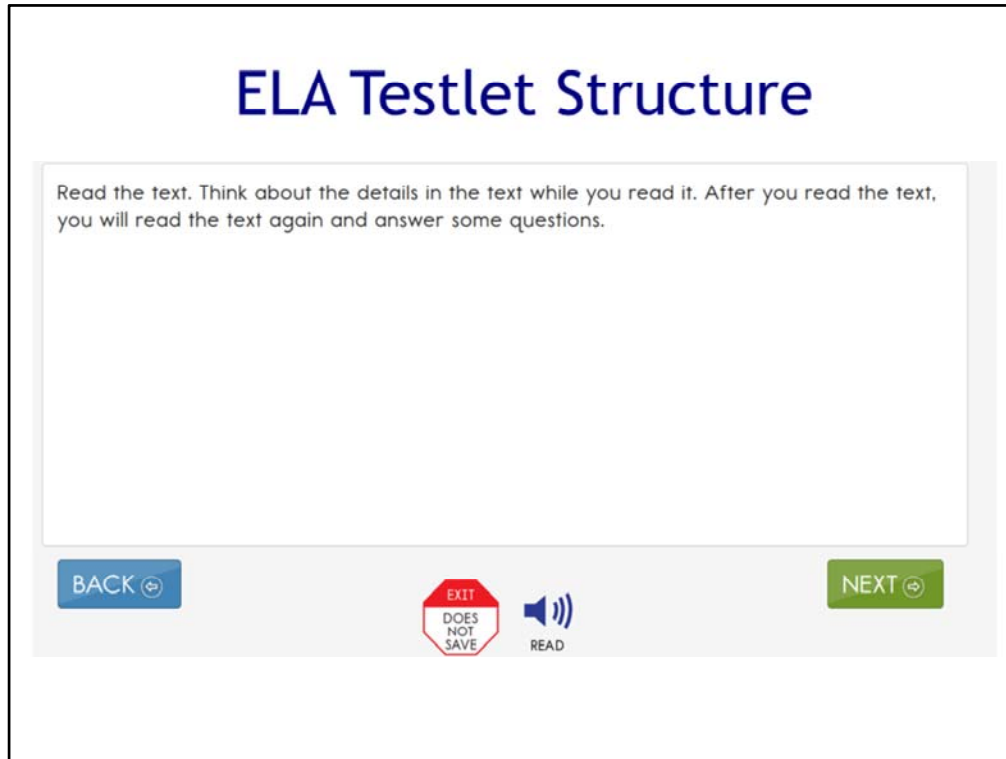 ELA Testlet Structure
Read the text. Think about the details in the text while you read it. After you read the text,
you will read the text again and answer some questions.
BACK
NEXT
EXIT
DOES
NOT
SAVE
READ